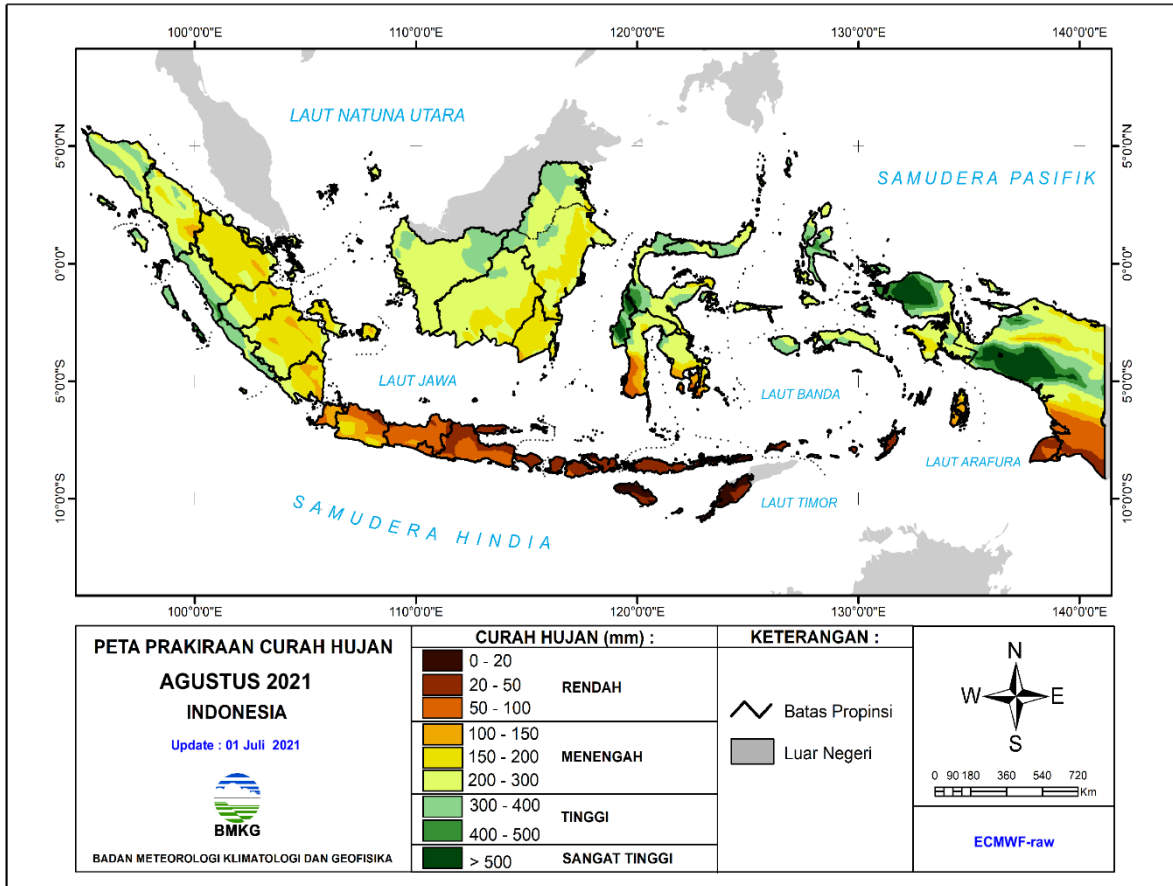 100°0'0"E 110°0'0"E 120°0'0"E 130°0'0"E 140°0'0"E
5°0'0"N 5°0'0"N
0°0'0" 0°0'0"
5°0'0"S 5°0'0"S
10°0'0"S 10°0'0"S
LAUT NATUNA UTARA
SAMUDERA PASIFIK
LAUT JAWA
LAUT BANDA
LAUT ARAFURA
LAUT TIMOR
SAMUDERA HINDIA
100°0'0"E 110°0'0"E 120°0'0"E 130°0'0"E 140°0'0"E
PETA PRAKIRAAN CURAH HUJAN
AGUSTUS 2021
INDONESIA
Update : 01 Juli 2021
BMKG
BADAN METEOROLOGI KLIMATOLOGI DAN GEOFISIKA
CURAH HUJAN (mm) :
0 - 20
20 - 50
50 - 100
RENDAH
100 - 150
150 - 200
200 - 300
MENENGAH
300 - 400
400 - 500
TINGGI
> 500
SANGAT TINGGI
KETERANGAN :
Batas Propinsi
Luar Negeri
N
W E
S
0 90 180 360 540 720
Km
ECMWF-raw